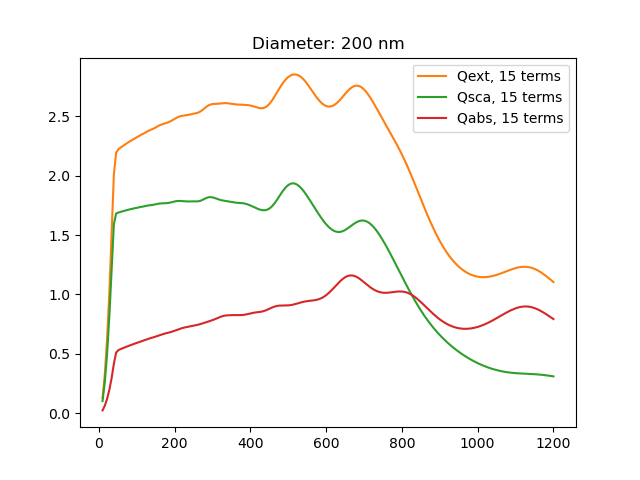 Diameter: 200 nm
Qext, 15 terms
Qsca, 15 terms
Qabs, 15 terms
2.5
2.0
1.5
1.0
0.5
0.0
0 200 400 600 800 1000 1200